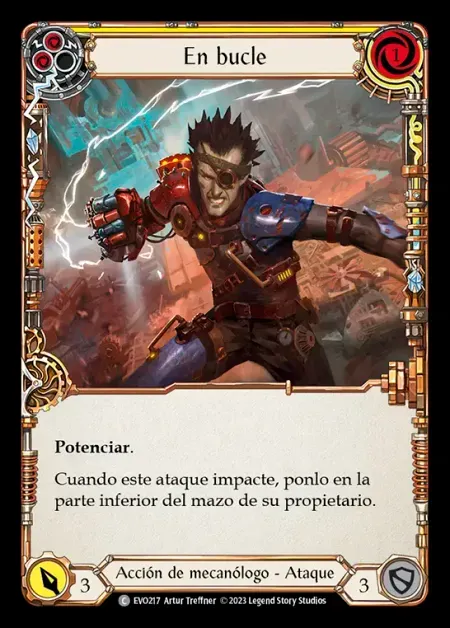 En bucle
1
Potenciar.
Cuando este ataque impacte, ponlo en la
parte inferior del mazo de su propietario.
3
Acción de mecanólogo - Ataque
3
C EVO217 Artur Treffner © 2023 Legend Story Studios